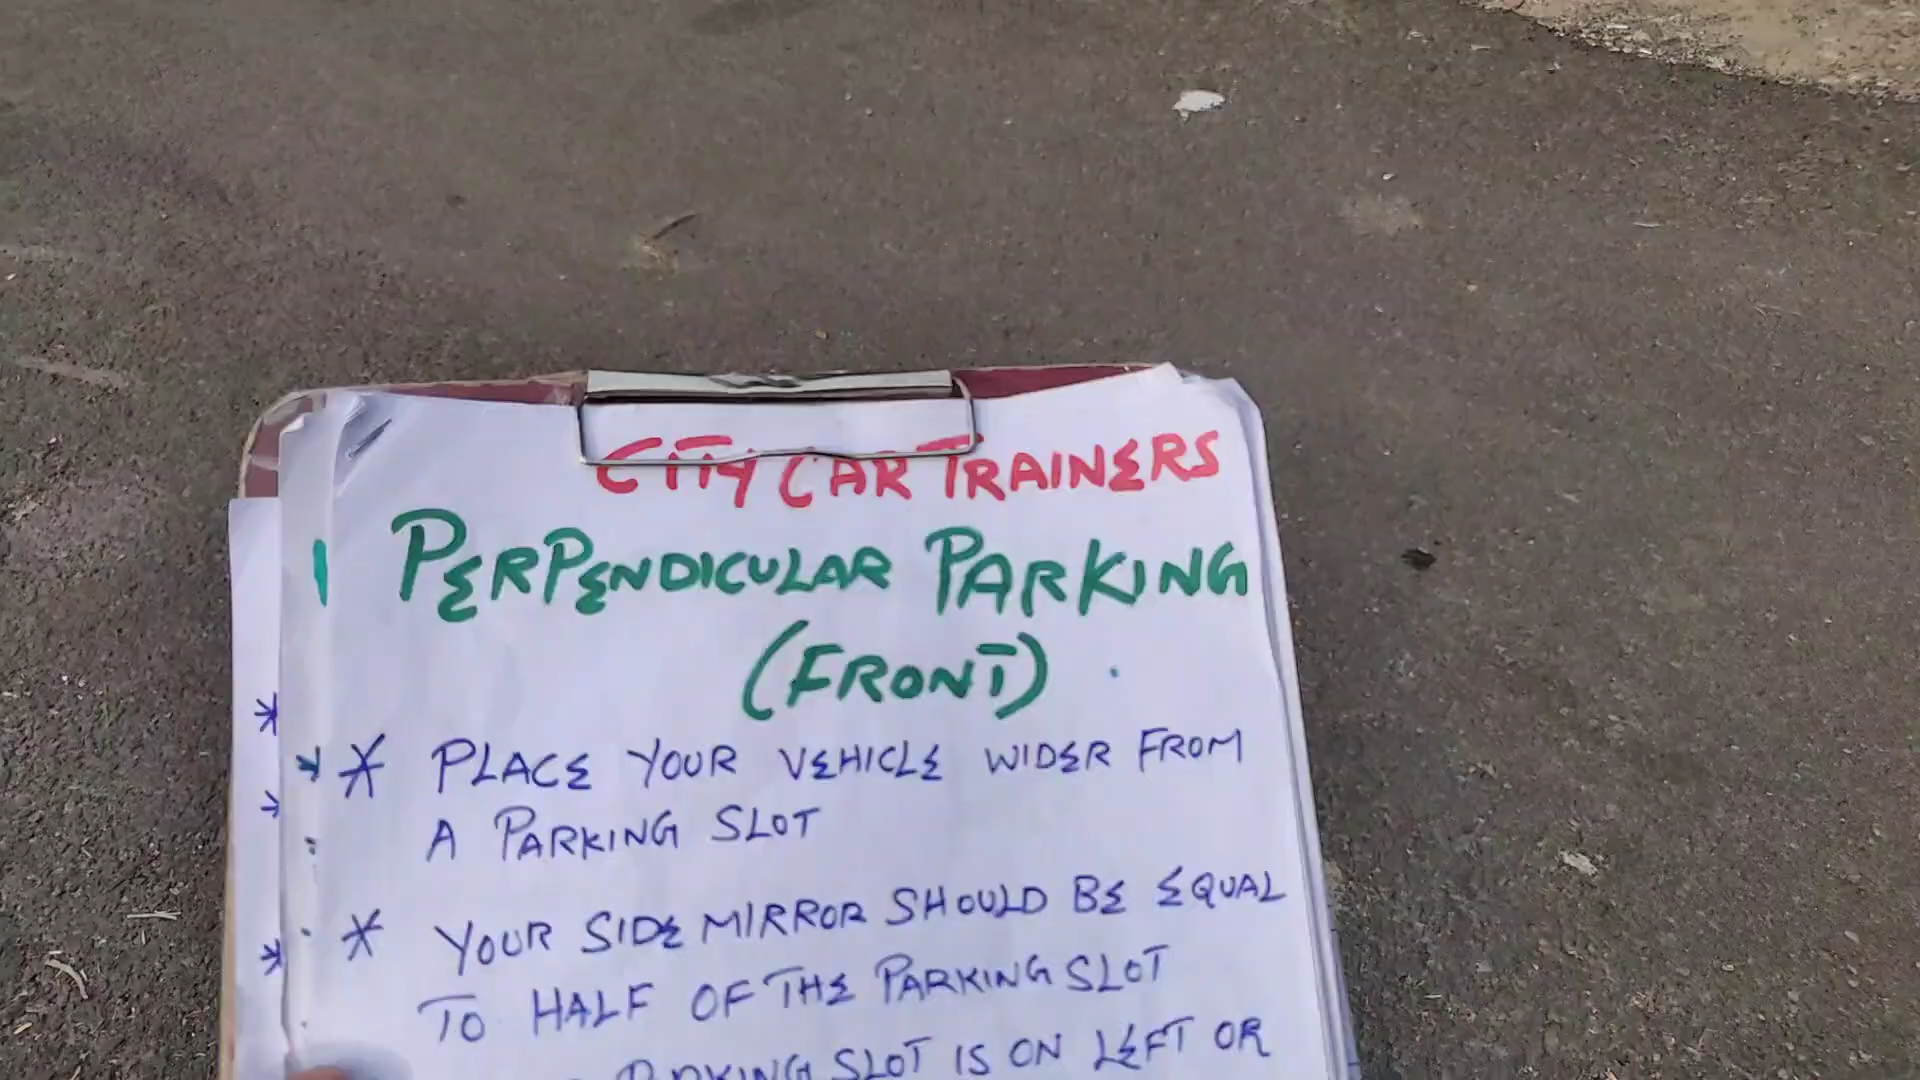 CITY CAR TRAINERS
PERPENDICULAR PARKING
(FRONT)
* PLACE YOUR VEHICLE WIDER FROM
A PARKING SLOT
* YOUR SIDE MIRROR SHOULD BE EQUAL
TO HALF OF THE PARKING SLOT
PARKING SLOT IS ON LEFT OR